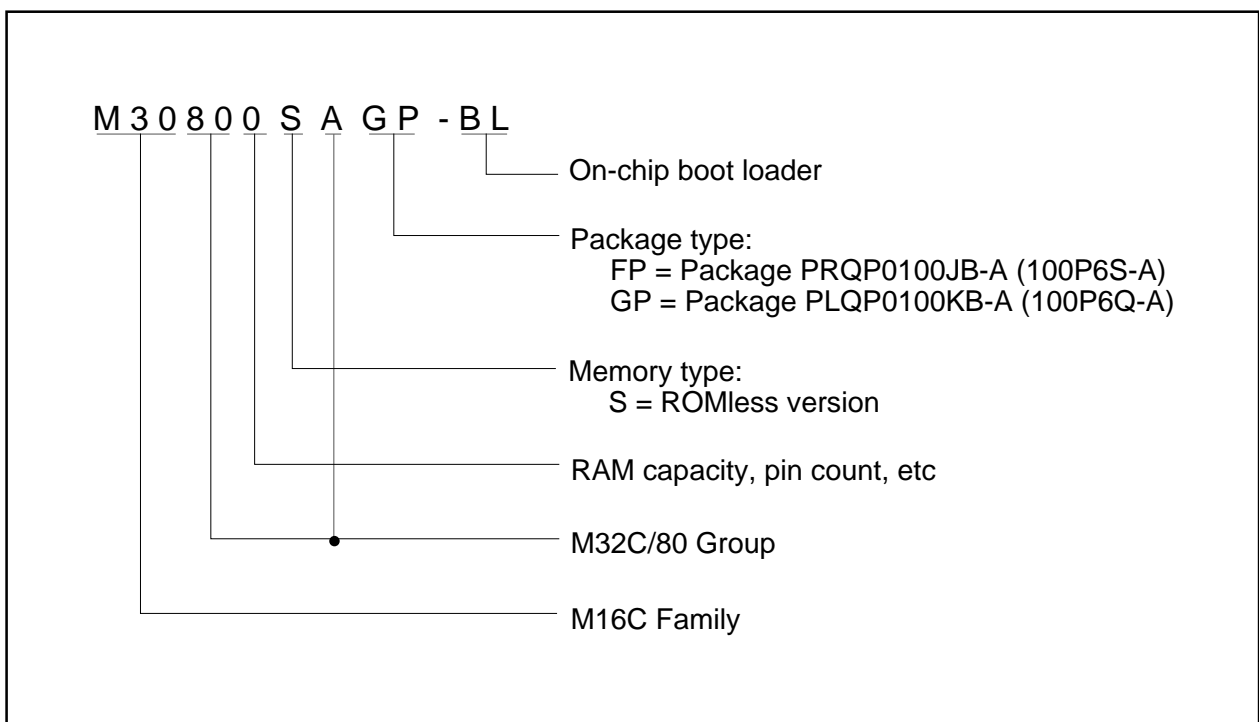 M30800SAGP-BL
On-chip boot loader
Package type:
FP = Package PRQP0100JB-A (100P6S-A)
GP = Package PLQP0100KB-A (100P6Q-A)
Memory type:
S = ROMless version
RAM capacity, pin count, etc
M32C/80 Group
M16C Family